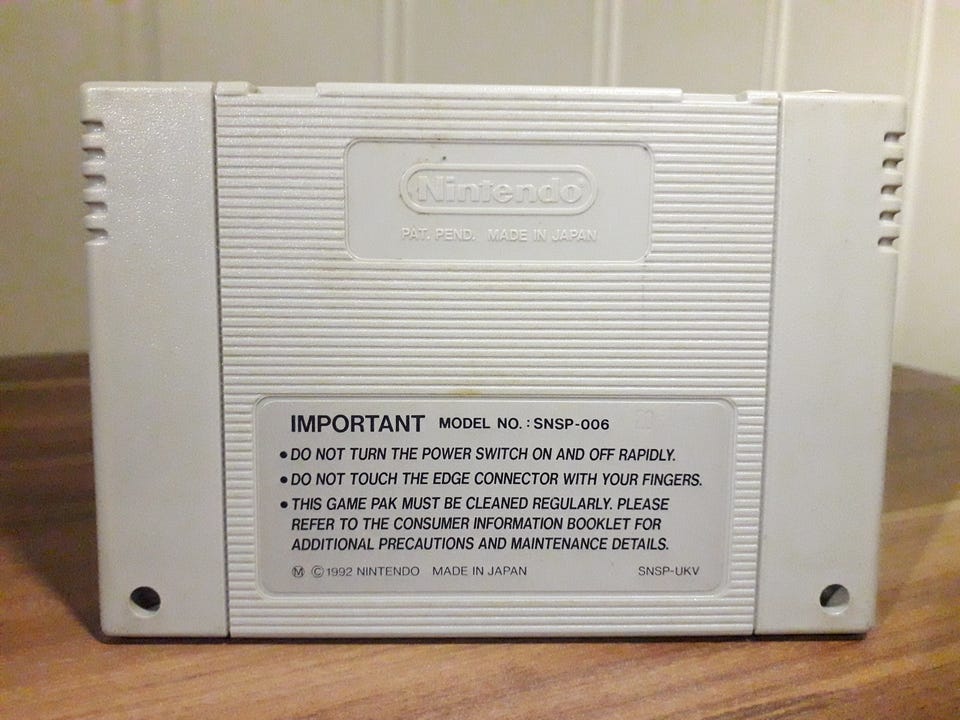 Nintendo®
PAT. PEND. MADE IN JAPAN
IMPORTANT MODEL NO. : SNSP-006
• DO NOT TURN THE POWER SWITCH ON AND OFF RAPIDLY.
• DO NOT TOUCH THE EDGE CONNECTOR WITH YOUR FINGERS.
• THIS GAME PAK MUST BE CLEANED REGULARLY. PLEASE
REFER TO THE CONSUMER INFORMATION BOOKLET FOR
ADDITIONAL PRECAUTIONS AND MAINTENANCE DETAILS.
Ⓜ ©1992 NINTENDO MADE IN JAPAN SNSP-UKV